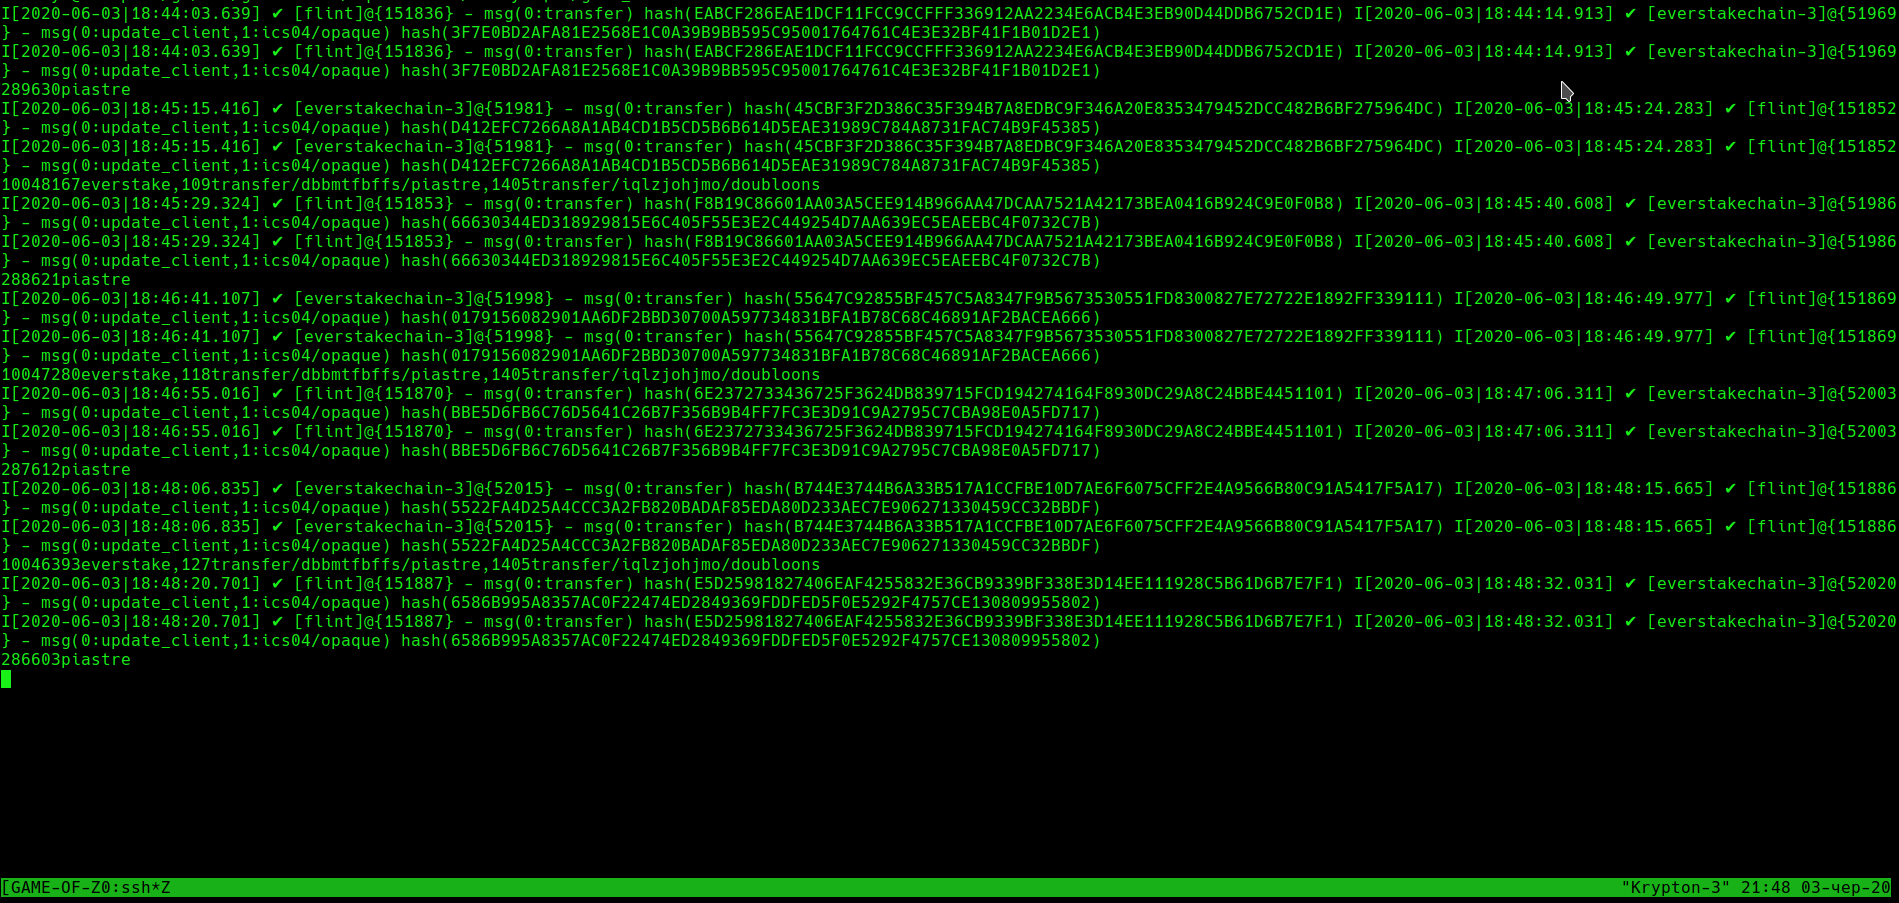 I[2020-06-03|18:44:03.639] ✔ [flint]@{151836} - msg(0:transfer) hash(EABCF286EAE1DCF11FCC9CCFFF336912AA2234E6ACB4E3EB90D44DDB6752CD1E) I[2020-06-03|18:44:14.913] ✔ [everstakechain-3]@{51969
} - msg(0:update_client,1:ics04/opaque) hash(3F7E0BD2AFA81E2568E1C0A39B9BB595C95001764761C4E3E32BF41F1B01D2E1)
I[2020-06-03|18:44:03.639] ✔ [flint]@{151836} - msg(0:transfer) hash(EABCF286EAE1DCF11FCC9CCFFF336912AA2234E6ACB4E3EB90D44DDB6752CD1E) I[2020-06-03|18:44:14.913] ✔ [everstakechain-3]@{51969
} - msg(0:update_client,1:ics04/opaque) hash(3F7E0BD2AFA81E2568E1C0A39B9BB595C95001764761C4E3E32BF41F1B01D2E1)
289630piastre
I[2020-06-03|18:45:15.416] ✔ [everstakechain-3]@{51981} - msg(0:transfer) hash(45CBF3F2D386C35F394B7A8EDBC9F346A20E8353479452DCC482B6BF275964DC) I[2020-06-03|18:45:24.283] ✔ [flint]@{151852
} - msg(0:update_client,1:ics04/opaque) hash(D412EFC7266A8A1AB4CD1B5CD5B6B614D5EAE31989C784A8731FAC74B9F45385)
I[2020-06-03|18:45:15.416] ✔ [everstakechain-3]@{51981} - msg(0:transfer) hash(45CBF3F2D386C35F394B7A8EDBC9F346A20E8353479452DCC482B6BF275964DC) I[2020-06-03|18:45:24.283] ✔ [flint]@{151852
} - msg(0:update_client,1:ics04/opaque) hash(D412EFC7266A8A1AB4CD1B5CD5B6B614D5EAE31989C784A8731FAC74B9F45385)
10048167everstake,109transfer/dbbmtfbffs/piastre,1405transfer/iqlzjohjmo/doubloons
I[2020-06-03|18:45:29.324] ✔ [flint]@{151853} - msg(0:transfer) hash(F8B19C86601AA03A5CEE914B966AA47DCAA7521A42173BEA0416B924C9E0F0B8) I[2020-06-03|18:45:40.608] ✔ [everstakechain-3]@{51986
} - msg(0:update_client,1:ics04/opaque) hash(66630344ED318929815E6C405F55E3E2C449254D7AA639EC5EAEEBC4F0732C7B)
I[2020-06-03|18:45:29.324] ✔ [flint]@{151853} - msg(0:transfer) hash(F8B19C86601AA03A5CEE914B966AA47DCAA7521A42173BEA0416B924C9E0F0B8) I[2020-06-03|18:45:40.608] ✔ [everstakechain-3]@{51986
} - msg(0:update_client,1:ics04/opaque) hash(66630344ED318929815E6C405F55E3E2C449254D7AA639EC5EAEEBC4F0732C7B)
288621piastre
I[2020-06-03|18:46:41.107] ✔ [everstakechain-3]@{51998} - msg(0:transfer) hash(55647C92855BF457C5A8347F9B5673530551FD8300827E72722E1892FF339111) I[2020-06-03|18:46:49.977] ✔ [flint]@{151869
} - msg(0:update_client,1:ics04/opaque) hash(0179156082901AA6DF2BBD30700A597734831BFA1B78C68C46891AF2BACEA666)
I[2020-06-03|18:46:41.107] ✔ [everstakechain-3]@{51998} - msg(0:transfer) hash(55647C92855BF457C5A8347F9B5673530551FD8300827E72722E1892FF339111) I[2020-06-03|18:46:49.977] ✔ [flint]@{151869
} - msg(0:update_client,1:ics04/opaque) hash(0179156082901AA6DF2BBD30700A597734831BFA1B78C68C46891AF2BACEA666)
10047280everstake,118transfer/dbbmtfbffs/piastre,1405transfer/iqlzjohjmo/doubloons
I[2020-06-03|18:46:55.016] ✔ [flint]@{151870} - msg(0:transfer) hash(6E2372733436725F3624DB839715FCD194274164F8930DC29A8C24BBE4451101) I[2020-06-03|18:47:06.311] ✔ [everstakechain-3]@{52003
} - msg(0:update_client,1:ics04/opaque) hash(BBE5D6FB6C76D5641C26B7F356B9B4FF7FC3E3D91C9A2795C7CBA98E0A5FD717)
I[2020-06-03|18:46:55.016] ✔ [flint]@{151870} - msg(0:transfer) hash(6E2372733436725F3624DB839715FCD194274164F8930DC29A8C24BBE4451101) I[2020-06-03|18:47:06.311] ✔ [everstakechain-3]@{52003
} - msg(0:update_client,1:ics04/opaque) hash(BBE5D6FB6C76D5641C26B7F356B9B4FF7FC3E3D91C9A2795C7CBA98E0A5FD717)
287612piastre
I[2020-06-03|18:48:06.835] ✔ [everstakechain-3]@{52015} - msg(0:transfer) hash(B744E3744B6A33B517A1CCFBE10D7AE6F6075CFF2E4A9566B80C91A5417F5A17) I[2020-06-03|18:48:15.665] ✔ [flint]@{151886
} - msg(0:update_client,1:ics04/opaque) hash(5522FA4D25A4CCC3A2FB820BADAF85EDA80D233AEC7E906271330459CC32BBDF)
I[2020-06-03|18:48:06.835] ✔ [everstakechain-3]@{52015} - msg(0:transfer) hash(B744E3744B6A33B517A1CCFBE10D7AE6F6075CFF2E4A9566B80C91A5417F5A17) I[2020-06-03|18:48:15.665] ✔ [flint]@{151886
} - msg(0:update_client,1:ics04/opaque) hash(5522FA4D25A4CCC3A2FB820BADAF85EDA80D233AEC7E906271330459CC32BBDF)
10046393everstake,127transfer/dbbmtfbffs/piastre,1405transfer/iqlzjohjmo/doubloons
I[2020-06-03|18:48:20.701] ✔ [flint]@{151887} - msg(0:transfer) hash(E5D25981827406EAF4255832E36CB9339BF338E3D14EE111928C5B61D6B7E7F1) I[2020-06-03|18:48:32.031] ✔ [everstakechain-3]@{52020
} - msg(0:update_client,1:ics04/opaque) hash(6586B995A8357AC0F22474ED2849369FDDFED5F0E5292F4757CE130809955802)
I[2020-06-03|18:48:20.701] ✔ [flint]@{151887} - msg(0:transfer) hash(E5D25981827406EAF4255832E36CB9339BF338E3D14EE111928C5B61D6B7E7F1) I[2020-06-03|18:48:32.031] ✔ [everstakechain-3]@{52020
} - msg(0:update_client,1:ics04/opaque) hash(6586B995A8357AC0F22474ED2849369FDDFED5F0E5292F4757CE130809955802)
286603piastre
[GAME-OF-Z0:ssh*Z "Krypton-3" 21:48 03-чер-20